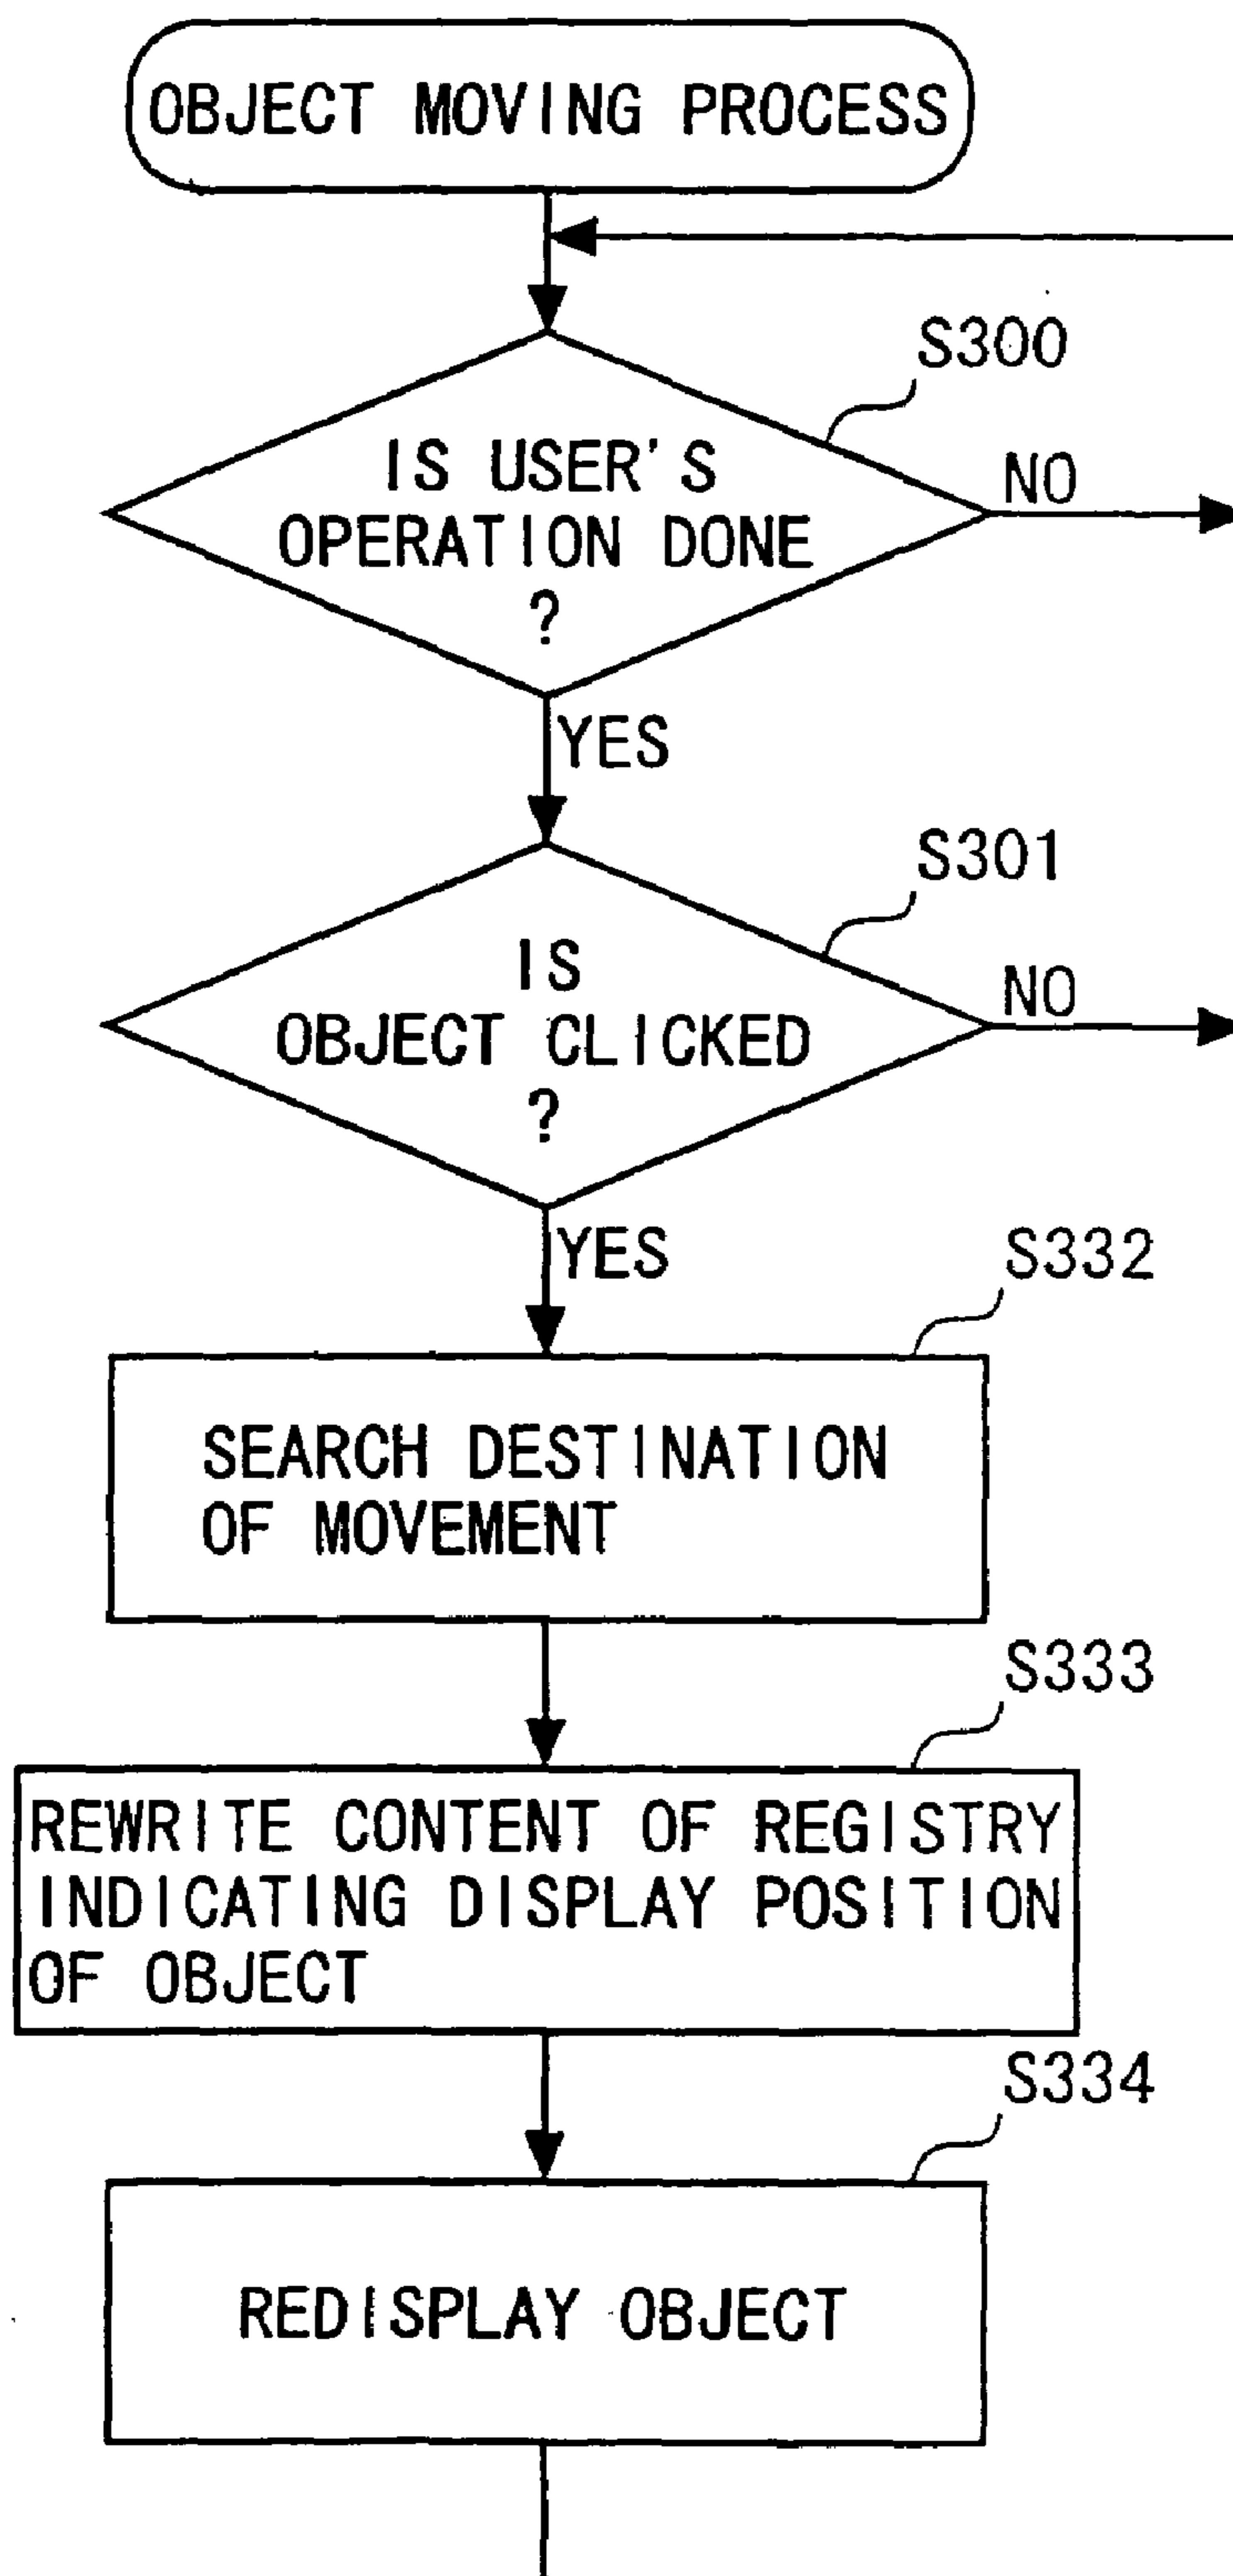 OBJECT MOVING PROCESS
S300
IS USER'S
OPERATION DONE
?
NO
YES
S301
IS
OBJECT CLICKED
?
NO
YES
S332
SEARCH DESTINATION
OF MOVEMENT
S333
REWRITE CONTENT OF REGISTRY
INDICATING DISPLAY POSITION
OF OBJECT
S334
REDISPLAY OBJECT